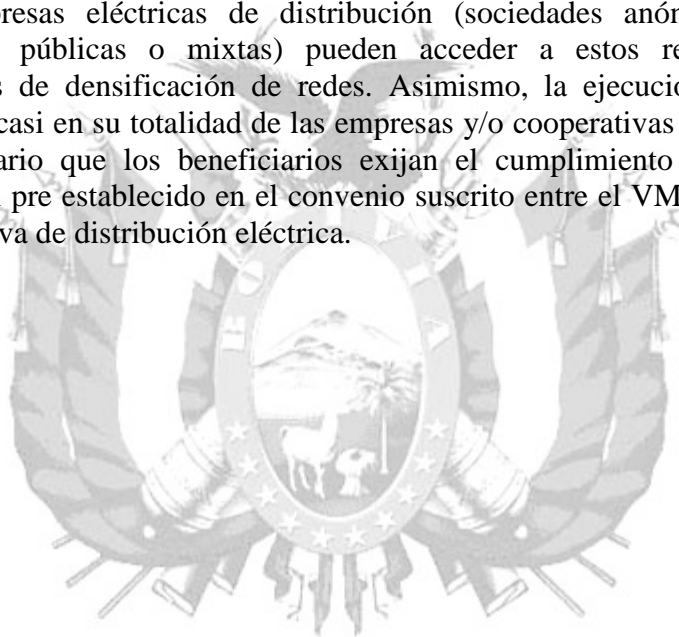 presas eléctricas de distribución (sociedades anón
públicas o mixtas) pueden acceder a estos re
s de densificación de redes. Asimismo, la ejecucio
casi en su totalidad de las empresas y/o cooperativas
ario que los beneficiarios exijan el cumplimiento
pre establecido en el convenio suscrito entre el VM
va de distribución eléctrica.